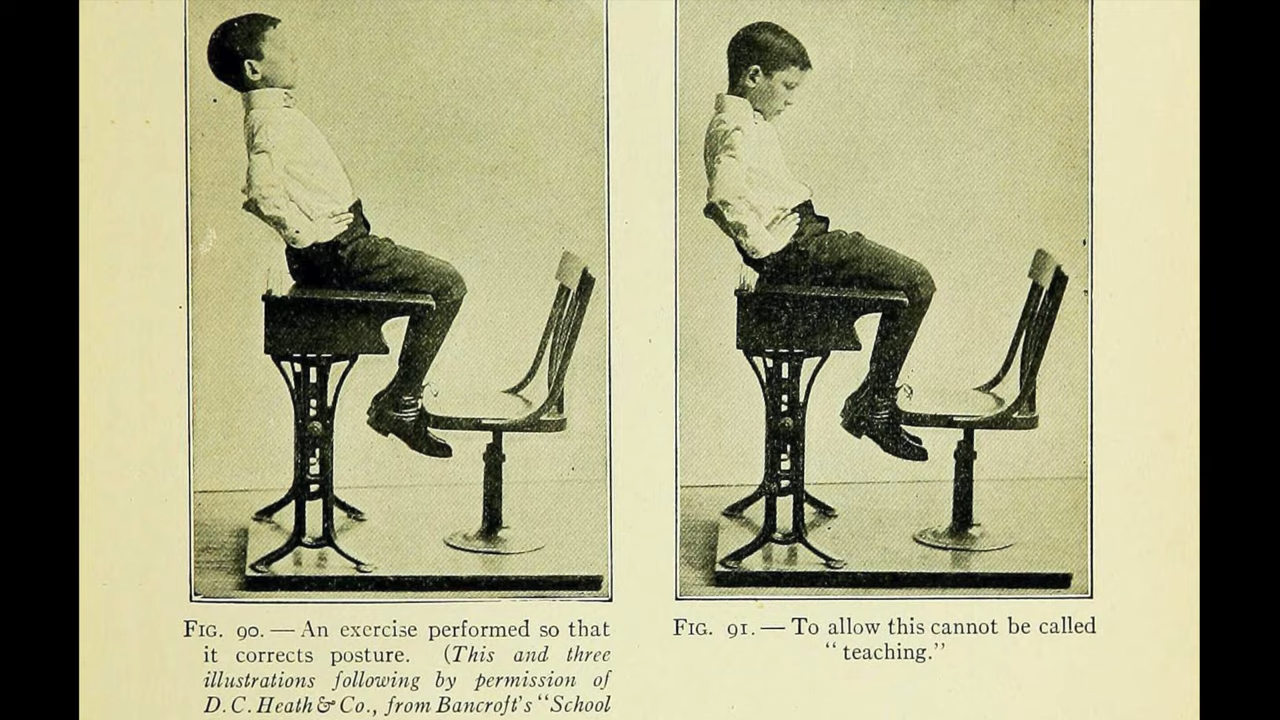 FIG. 90. — An exercise performed so that
it corrects posture. (This and three
illustrations following by permission of
D. C. Heath & Co., from Bancroft's "School
FIG. 91. — To allow this cannot be called
"teaching."